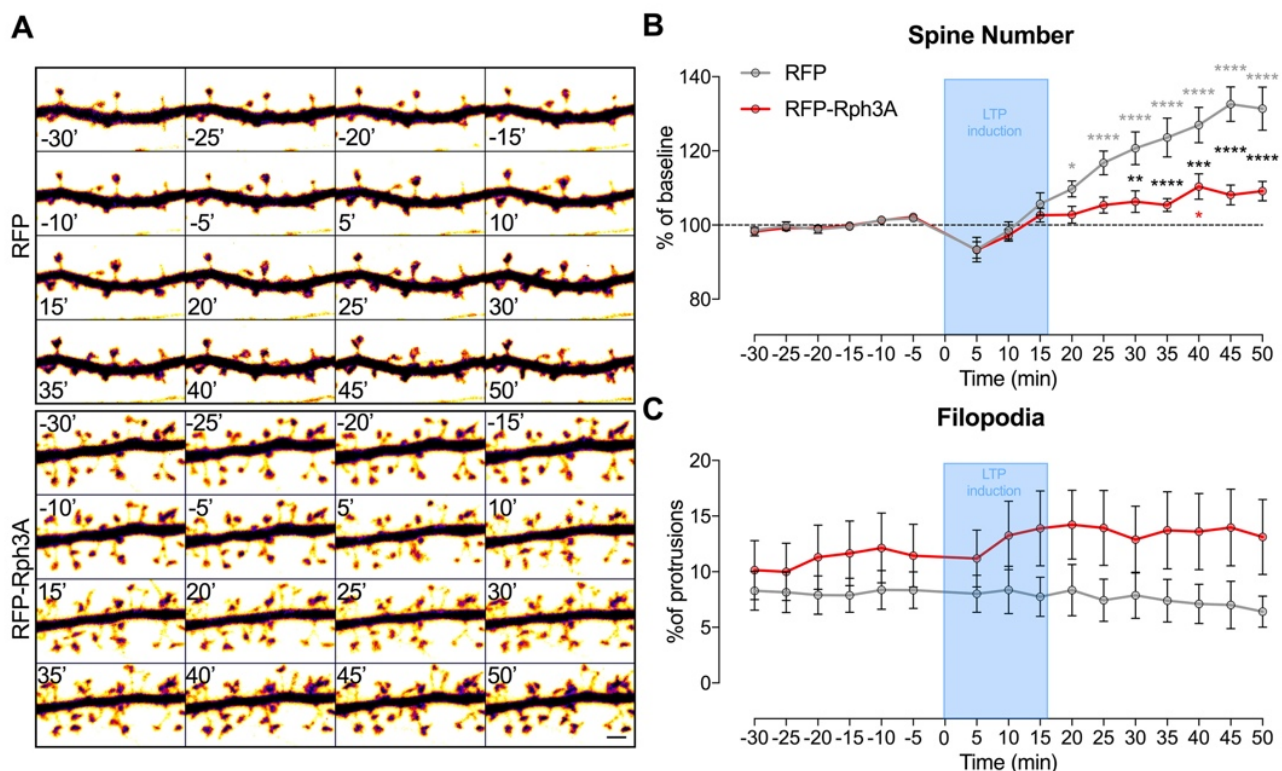 A
RFP
-30’ -25’ -20’ -15’
-10’ -5’ 5’ 10’
15’ 20’ 25’ 30’
35’ 40’ 45’ 50’
RFP-Rph3A
-30’ -25’ -20’ -15’
-10’ -5’ 5’ 10’
15’ 20’ 25’ 30’
35’ 40’ 45’ 50’
B
Spine Number
RFP
RFP-Rph3A
LTP
induction
* **** **** **** **** **** ****
** **** *** **** ****
*
% of baseline
140
120
100
80
-30 -25 -20 -15 -10 -5 0 5 10 15 20 25 30 35 40 45 50
Time (min)
C
Filopodia
LTP
induction
%of protrusions
20
15
10
5
0
-30 -25 -20 -15 -10 -5 0 5 10 15 20 25 30 35 40 45 50
Time (min)